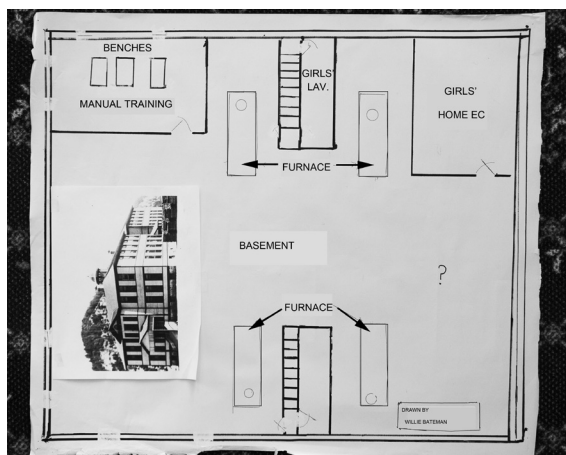 BENCHES
MANUAL TRAINING
GIRLS'
LAV.
GIRLS'
HOME EC
FURNACE
BASEMENT
?
FURNACE
DRAWN BY
WILLIE BATEMAN